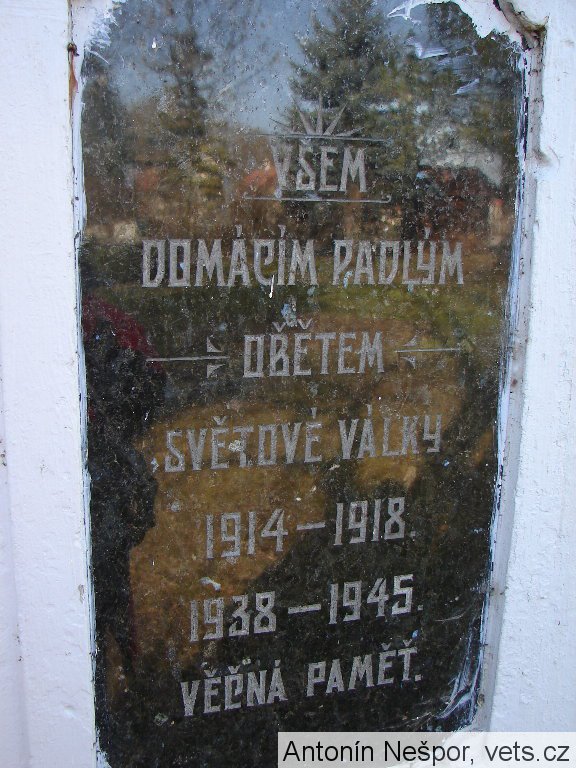 VŠEM
DOMÁCÍM PADLÝM
OBĚTEM
SVĚTOVÉ VÁLKY
1914 – 1918.
1938 – 1945.
VĚČNÁ PAMĚŤ.
Antonín Nešpor, vets.cz